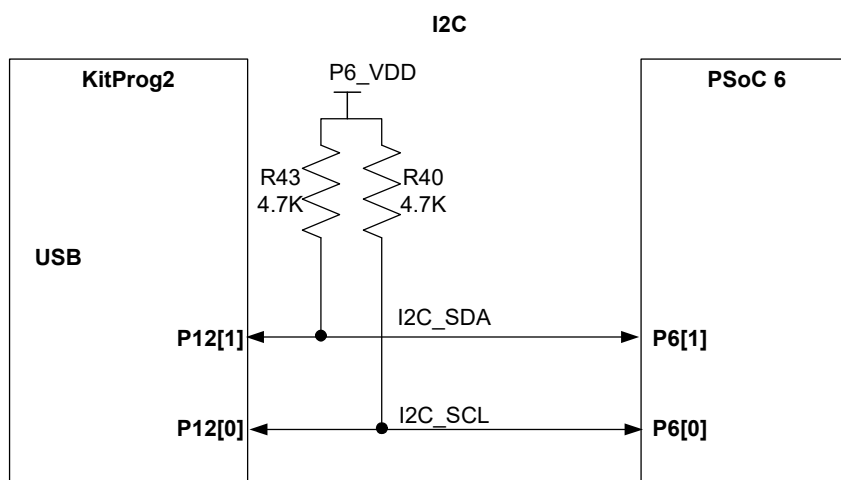 I2C
KitProg2
P6_VDD
PSoC 6
R43
4.7K
R40
4.7K
USB
I2C_SDA
P12[1]
P6[1]
I2C_SCL
P12[0]
P6[0]